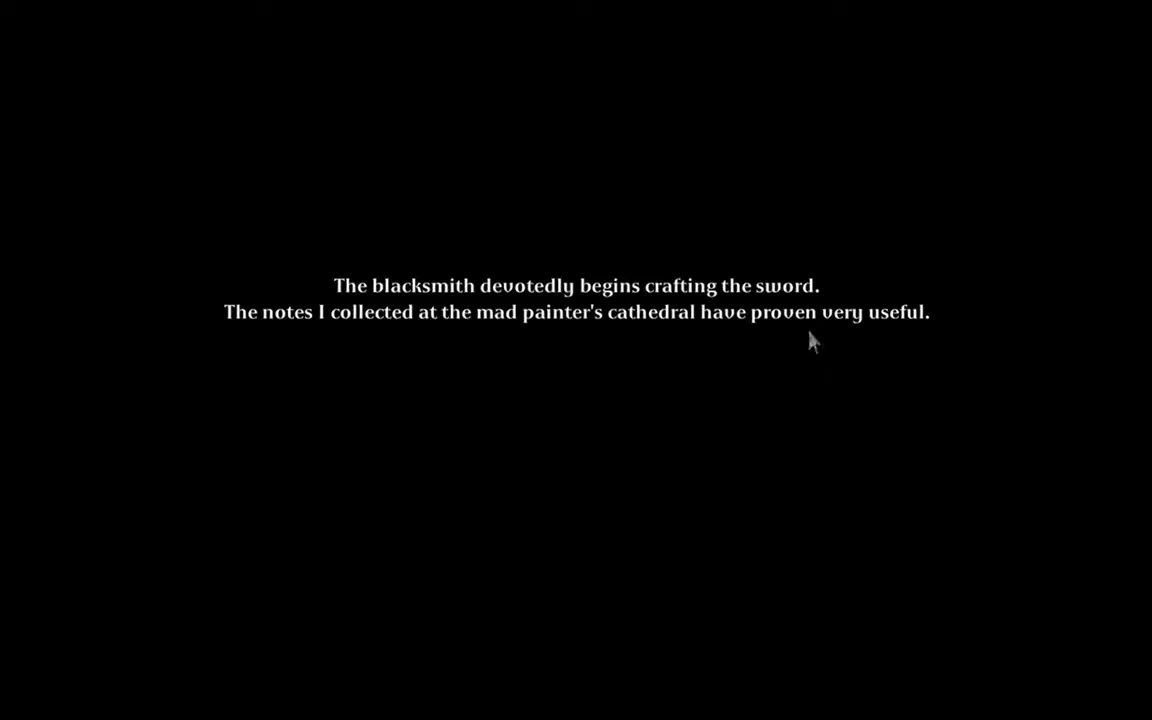 The blacksmith devotedly begins crafting the sword.
The notes I collected at the mad painter's cathedral have proven very useful.